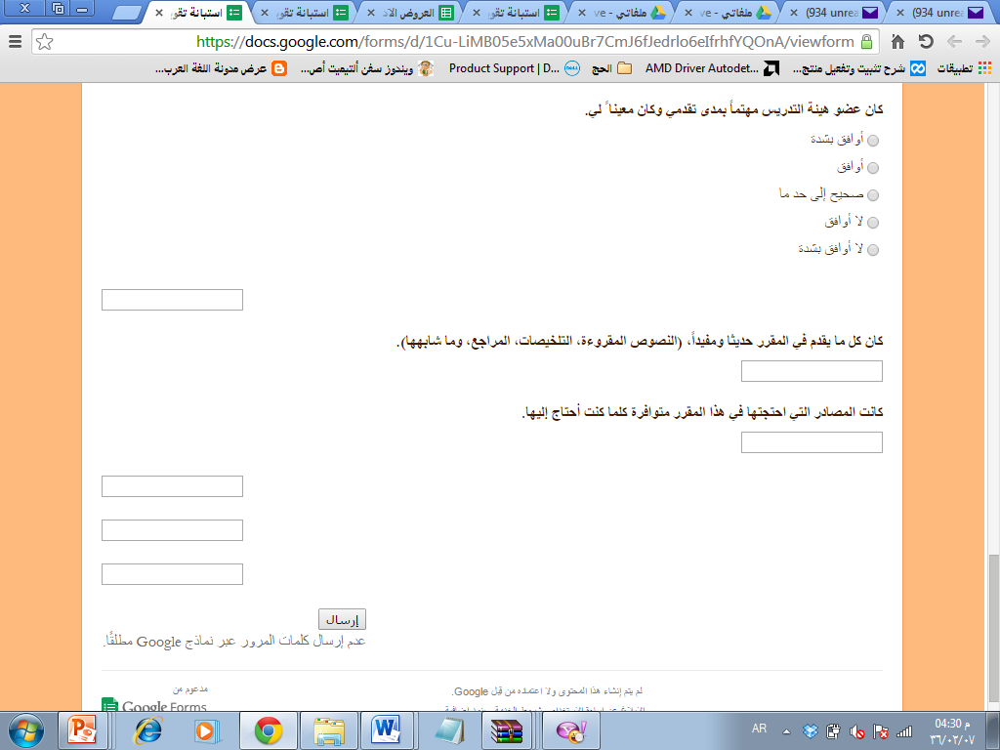 استبانة تقو
استبانة تقو
العروض الاد
استبانة تقو
ملفاتي - ve
ملفاتي - ve
(934 unrea
(934 unrea
https://docs.google.com/forms/d/1Cu-LiMB05e5xMa00uBr7CmJ6fJedrlo6eIfrhfYQOnA/viewform
تطبيقات
شرح تثبيت وتفعيل منتج...
AMD Driver Autodet...
الحج
Product Support | D...
ويندوز سفن ألتيميت أص...
عرض مدونة اللغة العرب...
كان عضو هيئة التدريس مهتماً بمدى تقدمي وكان معيناً لي.
أوافق بشدة
أوافق
صحيح إلى حد ما
لا أوافق
لا أوافق بشدة
كان كل ما يقدم في المقرر حديثا ومفيداً، (النصوص المقروءة، التلخيصات، المراجع، وما شابهها).
كانت المصادر التي احتجتها في هذا المقرر متوافرة كلما كنت أحتاج إليها.
إرسال
عدم إرسال كلمات المرور عبر نماذج Google مطلقًا.
مدعوم من
Google Forms
لم يتم إنشاء هذا المحتوى ولا اعتماده من قِبل Google.
AR
04:30 م
٣٦/٠٢/٠٧